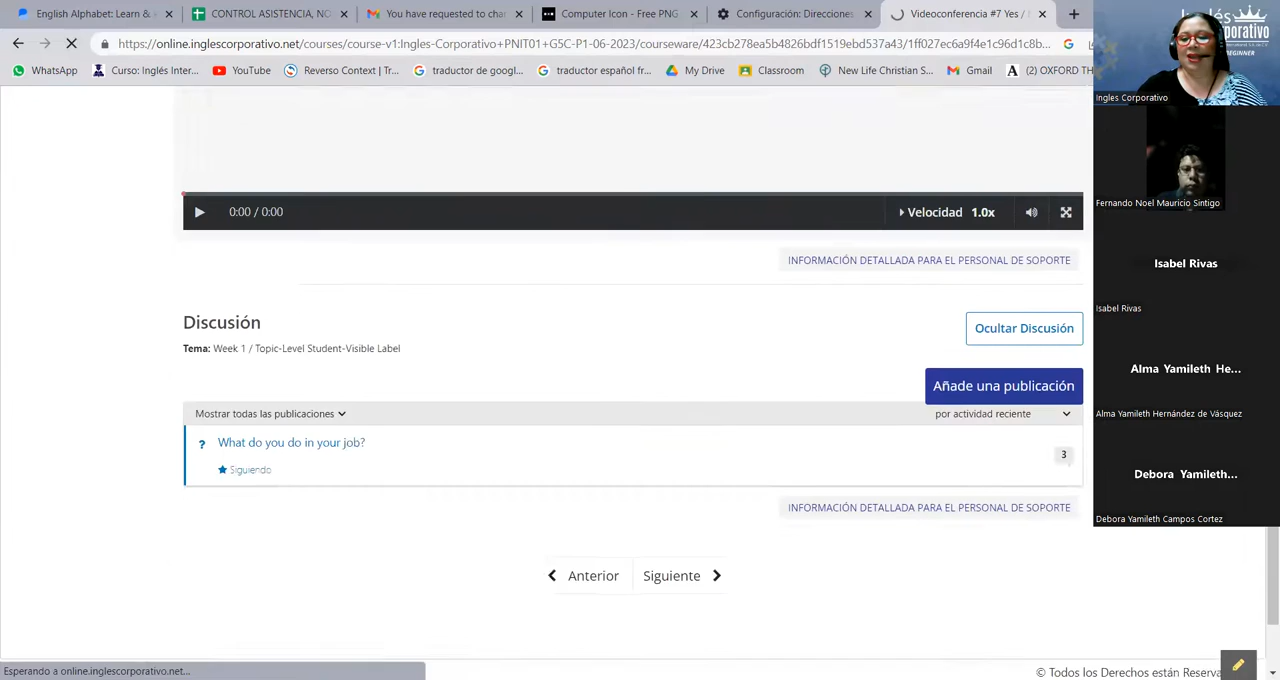 English Alphabet: Learn &
CONTROL ASISTENCIA, NO
You have requested to cha
Computer Icon - Free PNG
Configuración: Direcciones
Videoconferencia #7 Yes /
https://online.inglescorporativo.net/courses/course-v1:Ingles-Corporativo+PNIT01+G5C-P1-06-2023/courseware/423cb278ea5b4826bdf1519ebd537a43/1ff027ec6a9f4e1c96d1c8b...
WhatsApp
Curso: Inglés Inter...
YouTube
Reverso Context | Tr...
traductor de googl...
traductor español fr...
My Drive
Classroom
New Life Christian S...
Gmail
(2) OXFORD TH
BEGINNER
Ingles Corporativo
Fernando Noel Mauricio Sintigo
Isabel Rivas
Isabel Rivas
Alma Yamileth He...
Alma Yamileth Hernández de Vásquez
Debora Yamileth...
Debora Yamileth Campos Cortez
0:00 / 0:00
Velocidad 1.0x
INFORMACIÓN DETALLADA PARA EL PERSONAL DE SOPORTE
Discusión
Ocultar Discusión
Tema: Week 1 / Topic-Level Student-Visible Label
Añade una publicación
Mostrar todas las publicaciones
por actividad reciente
? What do you do in your job?
3
Siguiendo
INFORMACIÓN DETALLADA PARA EL PERSONAL DE SOPORTE
Anterior
Siguiente
Esperando a online.inglescorporativo.net...
© Todos los Derechos están Reserva